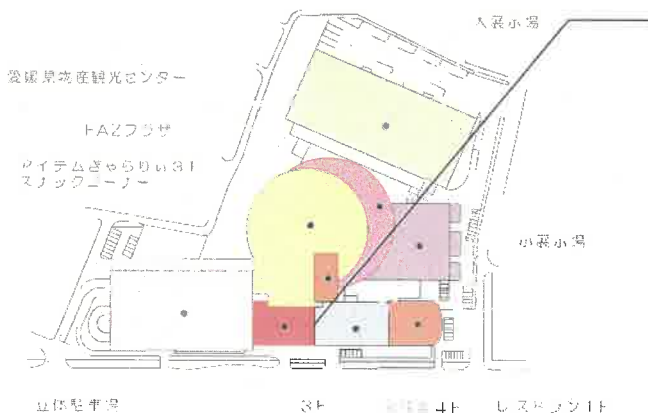 大展示場
愛媛県物産観光センター
FAZプラザ
アイテムぎゃらりぃ3F
スナックコーナー
小展示場
立体駐車場
3F
4F
レストラン1F